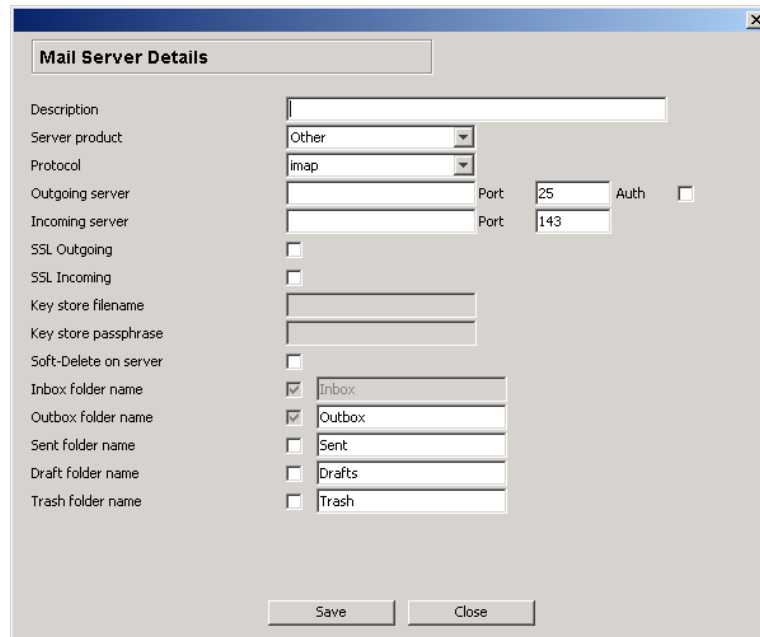 Mail Server Details
Description
Server product Other
Protocol imap
Outgoing server Port 25 Auth
Incoming server Port 143
SSL Outgoing
SSL Incoming
Key store filename
Key store passphrase
Soft-Delete on server
Inbox folder name Inbox
Outbox folder name Outbox
Sent folder name Sent
Draft folder name Drafts
Trash folder name Trash
Save Close